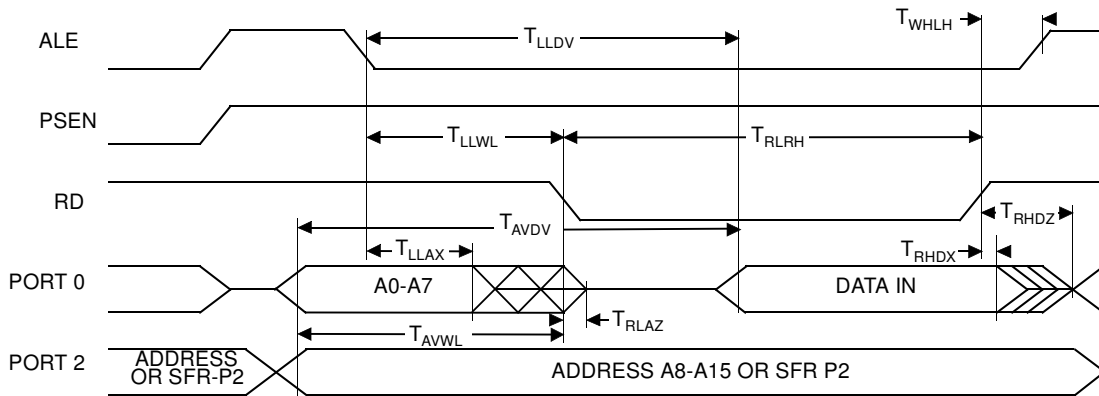 T_WHLH
ALE
T_LLDV
PSEN
T_LLWL
T_RLRH
RD
T_AVDV
T_RHDZ
T_LLAX
T_RHDX
PORT 0
A0-A7
DATA IN
T_RLAZ
T_AVWL
PORT 2
ADDRESS
OR SFR-P2
ADDRESS A8-A15 OR SFR P2